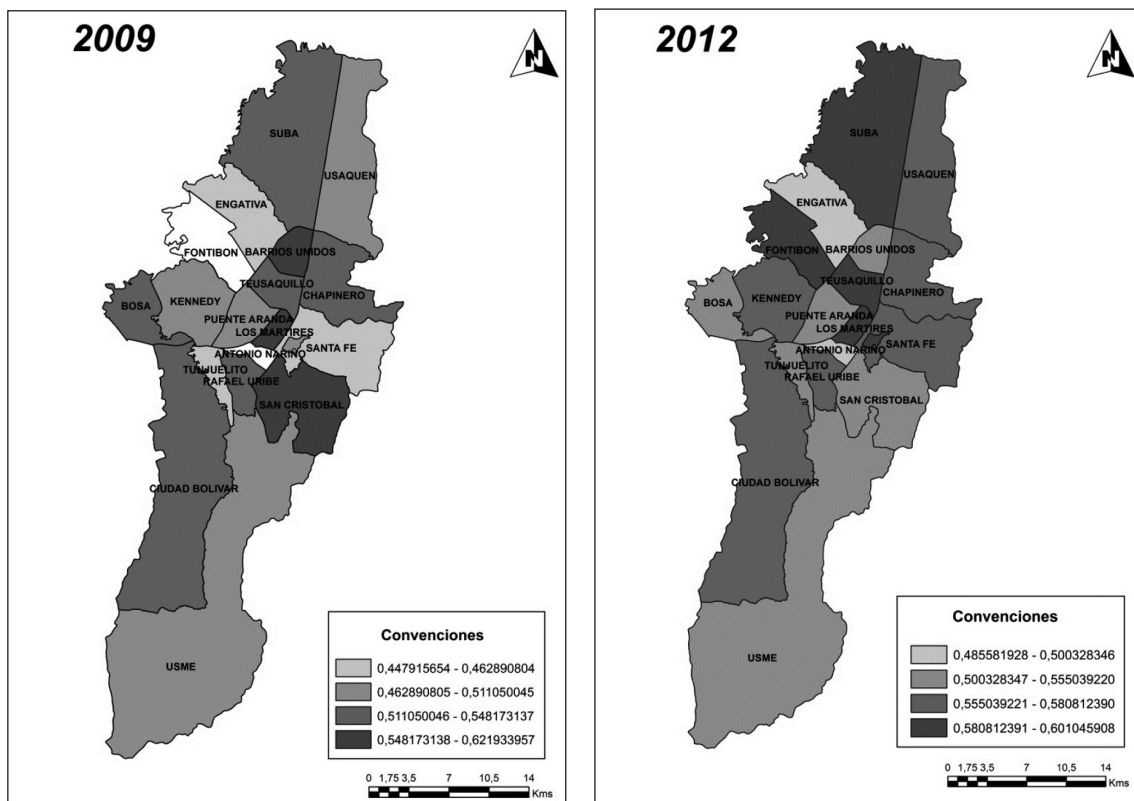 2009
N
SUBA
USAQUEN
ENGATIVA
FONTIBON
BARRIOS UNIDOS
TEUSAQUILLO
CHAPINERO
BOSA
KENNEDY
PUENTE ARANDA
LOS MARTIRES
ANTONIO NARIÑO
SANTA FE
TUNJUELITO
RAFAEL URIBE
SAN CRISTOBAL
CIUDAD BOLIVAR
USME
Convenciones
0,447915654 - 0,462890804
0,462890805 - 0,511050045
0,511050046 - 0,548173137
0,548173138 - 0,621933957
0 1,75 3,5 7 10,5 14
Kms
2012
N
SUBA
USAQUEN
ENGATIVA
FONTIBON
BARRIOS UNIDOS
TEUSAQUILLO
CHAPINERO
BOSA
KENNEDY
PUENTE ARANDA
LOS MARTIRES
ANTONIO NARIÑO
SANTA FE
TUNJUELITO
RAFAEL URIBE
SAN CRISTOBAL
CIUDAD BOLIVAR
USME
Convenciones
0,485581928 - 0,500328346
0,500328347 - 0,555039220
0,555039221 - 0,580812390
0,580812391 - 0,601045908
0 1,75 3,5 7 10,5 14
Kms